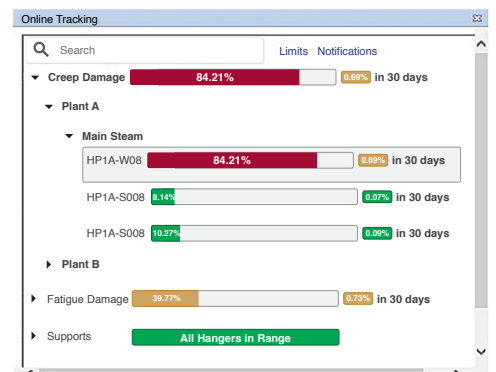 Online Tracking
Search Limits Notifications
Creep Damage 84.21% 0.69% in 30 days
Plant A
Main Steam
HP1A-W08 84.21% 0.69% in 30 days
HP1A-S008 8.14% 0.07% in 30 days
HP1A-S008 10.27% 0.09% in 30 days
Plant B
Fatigue Damage 39.77% 0.73% in 30 days
Supports All Hangers in Range